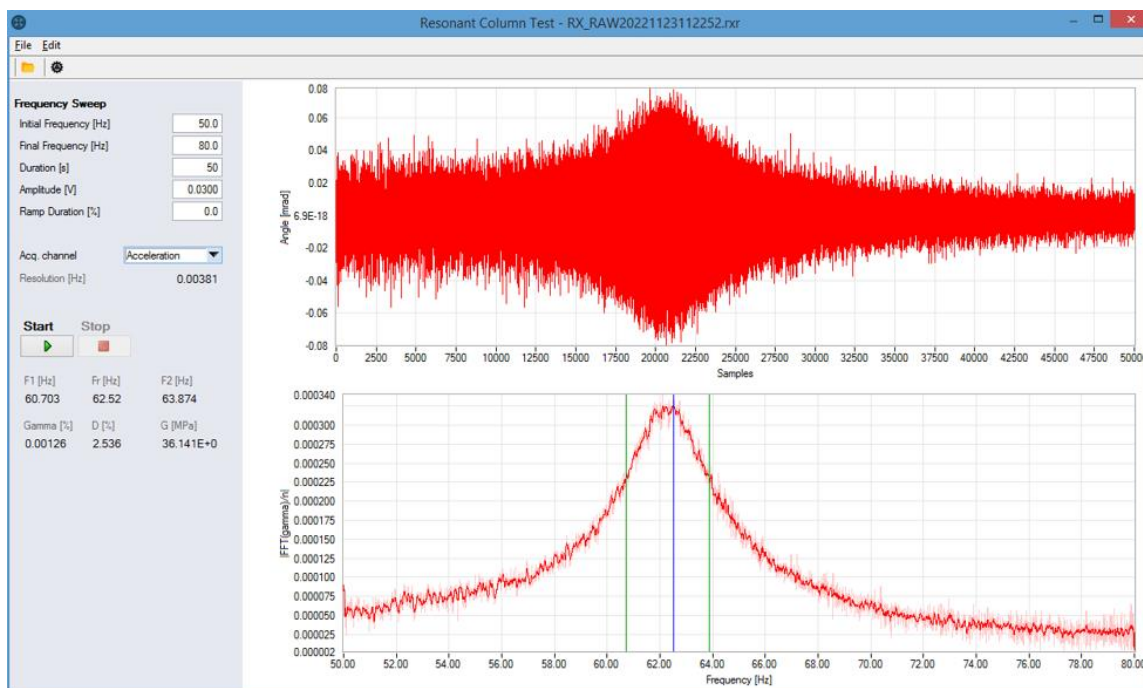 Resonant Column Test - RX_RAW20221123112252.rxr
File Edit
Frequency Sweep
Initial Frequency [Hz] 50.0
Final Frequency [Hz] 80.0
Duration [s] 50
Amplitude [V] 0.0300
Ramp Duration [%] 0.0
Acq. channel Acceleration
Resolution [Hz] 0.00381
Start Stop
F1 [Hz] Fr [Hz] F2 [Hz]
60.703 62.52 63.874
Gamma [%] D [%] G [MPa]
0.00126 2.536 36.141E+0
Angle [mrad]
0.08
0.06
0.04
0.02
6.9E-18
-0.02
-0.04
-0.06
-0.08
0 2500 5000 7500 10000 12500 15000 17500 20000 22500 25000 27500 30000 32500 35000 37500 40000 42500 45000 47500 5000
Samples
|FFT(gamma)/n|
0.000340
0.000300
0.000275
0.000250
0.000225
0.000200
0.000175
0.000150
0.000125
0.000100
0.000075
0.000050
0.000025
0.000002
50.00 52.00 54.00 56.00 58.00 60.00 62.00 64.00 66.00 68.00 70.00 72.00 74.00 76.00 78.00 80.00
Frequency [Hz]